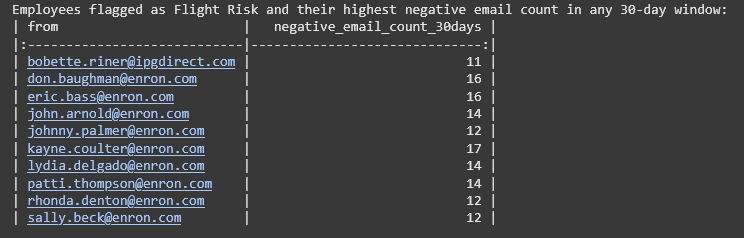 Employees flagged as Flight Risk and their highest negative email count in any 30-day window:
| from                        |   negative_email_count_30days |
|:----------------------------|------------------------------:|
| bobette.riner@ipgdirect.com |                            11 |
| don.baughman@enron.com      |                            16 |
| eric.bass@enron.com         |                            16 |
| john.arnold@enron.com       |                            14 |
| johnny.palmer@enron.com     |                            12 |
| kayne.coulter@enron.com     |                            17 |
| lydia.delgado@enron.com     |                            14 |
| patti.thompson@enron.com    |                            14 |
| rhonda.denton@enron.com     |                            12 |
| sally.beck@enron.com        |                            12 |